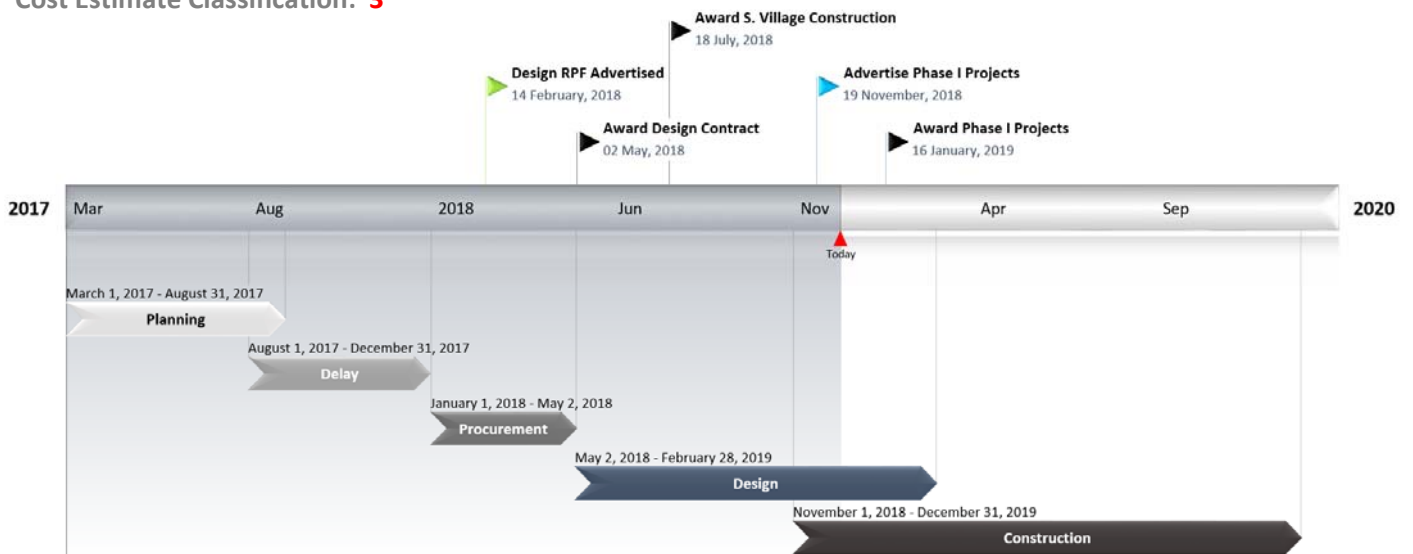 Cost Estimate Classification: 3
Award S. Village Construction
18 July, 2018
Design RPF Advertised
14 February, 2018
Advertise Phase I Projects
19 November, 2018
Award Design Contract
02 May, 2018
Award Phase I Projects
16 January, 2019
2017 Mar Aug 2018 Jun Nov Apr Sep 2020
Today
March 1, 2017 - August 31, 2017
Planning
August 1, 2017 - December 31, 2017
Delay
January 1, 2018 - May 2, 2018
Procurement
May 2, 2018 - February 28, 2019
Design
November 1, 2018 - December 31, 2019
Construction